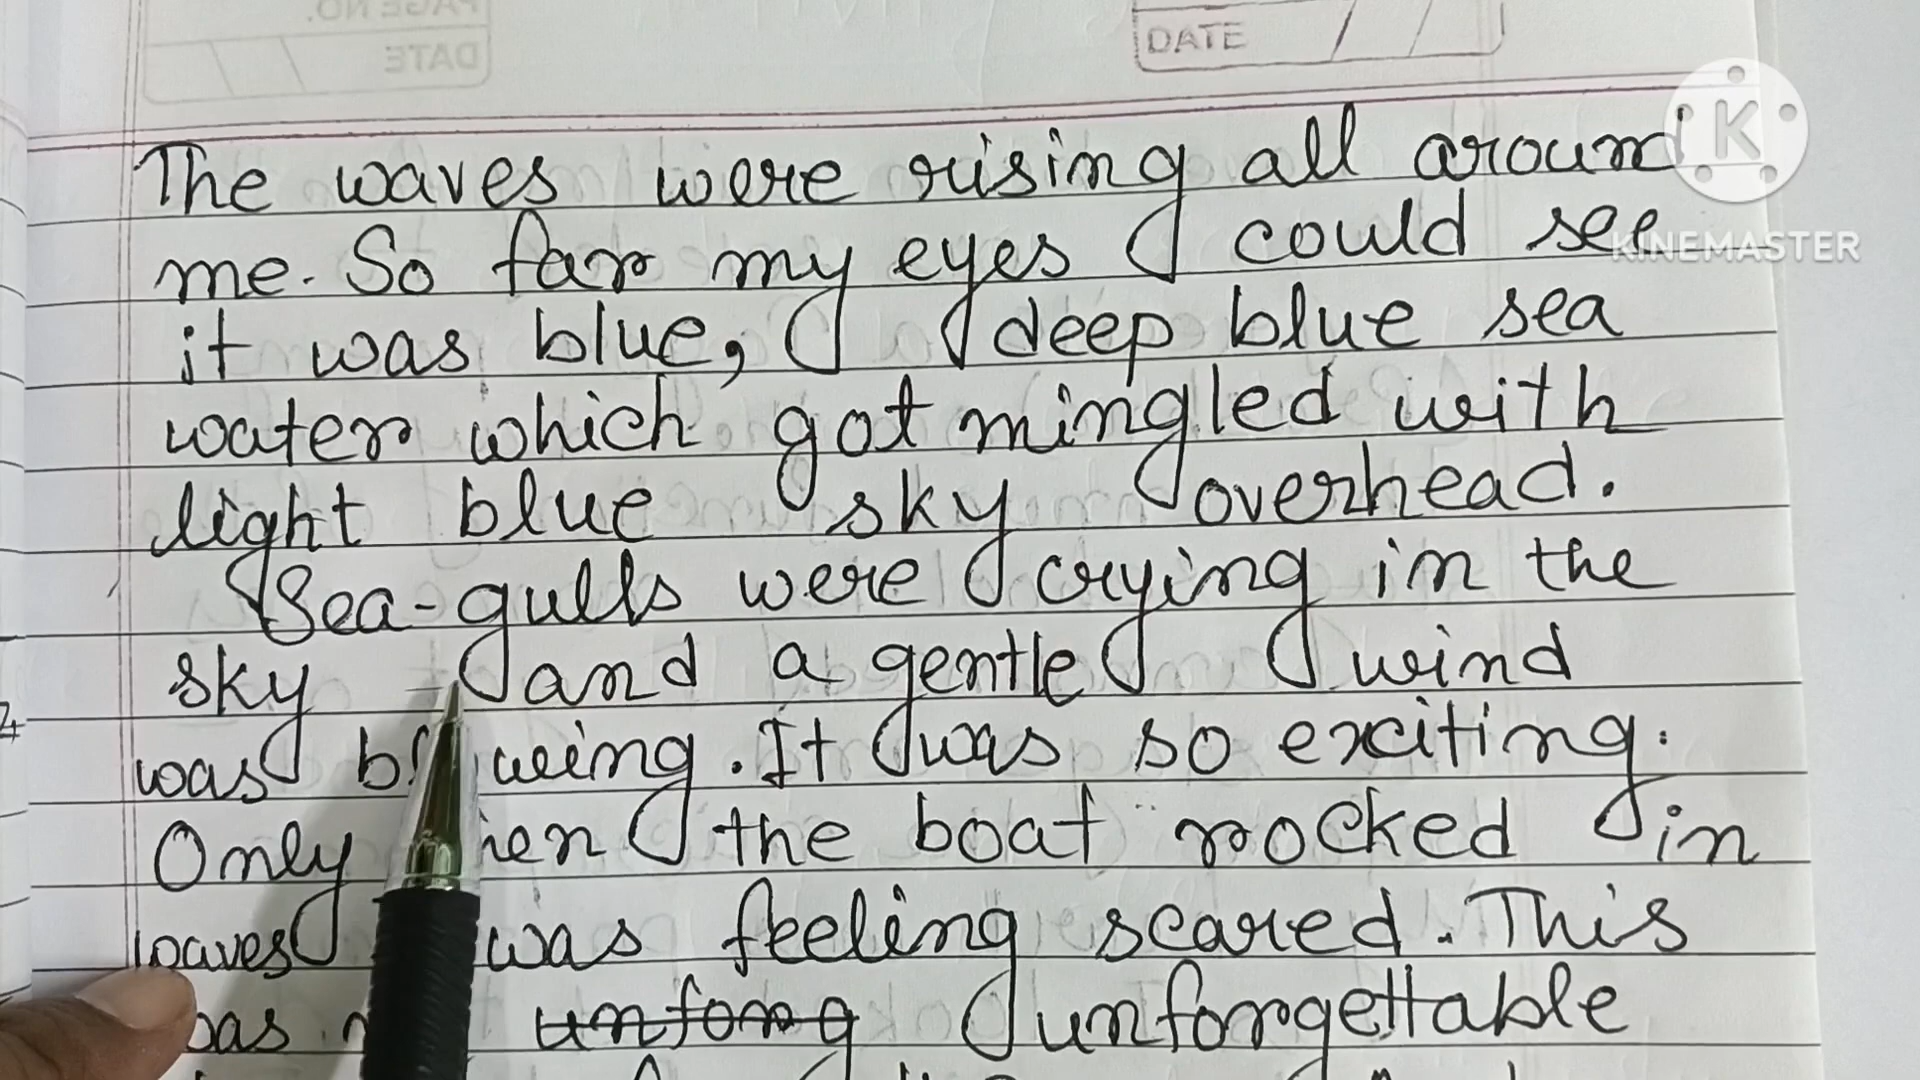 PAGE NO.
DATE
DATE
The waves were rising all around
me. So far my eyes could see
it was blue, deep blue sea
water which got mingled with
light blue sky overhead.
Sea-gulls were crying in the
sky and a gentle wind
was blowing. It was so exciting.
Only the boat rocked in
waves was feeling scared. This
unforg unforgettable
K
KINEMASTER